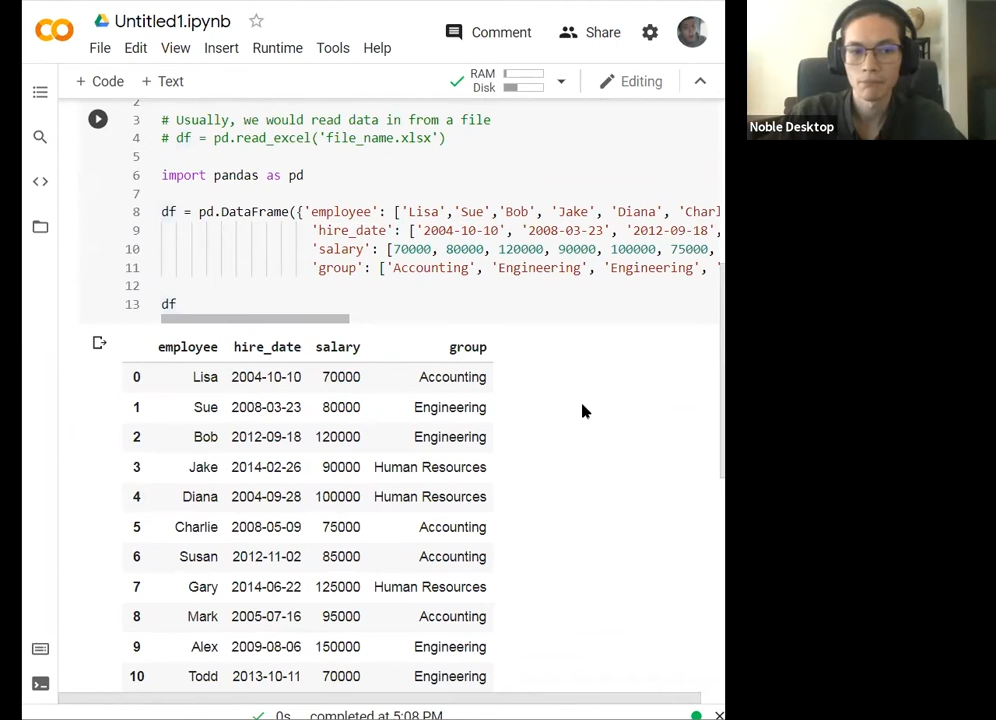 Untitled1.ipynb
File Edit View Insert Runtime Tools Help
Comment
Share
+ Code + Text
RAM
Disk
Editing
2
3 # Usually, we would read data in from a file
4 # df = pd.read_excel('file_name.xlsx')
5
6 import pandas as pd
7
8 df = pd.DataFrame({'employee': ['Lisa','Sue','Bob', 'Jake', 'Diana', 'Charl
9 'hire_date': ['2004-10-10', '2008-03-23', '2012-09-18',
10 'salary': [70000, 80000, 120000, 90000, 100000, 75000,
11 'group': ['Accounting', 'Engineering', 'Engineering', '
12
13 df
employee hire_date salary group
0 Lisa 2004-10-10 70000 Accounting
1 Sue 2008-03-23 80000 Engineering
2 Bob 2012-09-18 120000 Engineering
3 Jake 2014-02-26 90000 Human Resources
4 Diana 2004-09-28 100000 Human Resources
5 Charlie 2008-05-09 75000 Accounting
6 Susan 2012-11-02 85000 Accounting
7 Gary 2014-06-22 125000 Human Resources
8 Mark 2005-07-16 95000 Accounting
9 Alex 2009-08-06 150000 Engineering
10 Todd 2013-10-11 70000 Engineering
0s completed at 5:08 PM
Noble Desktop